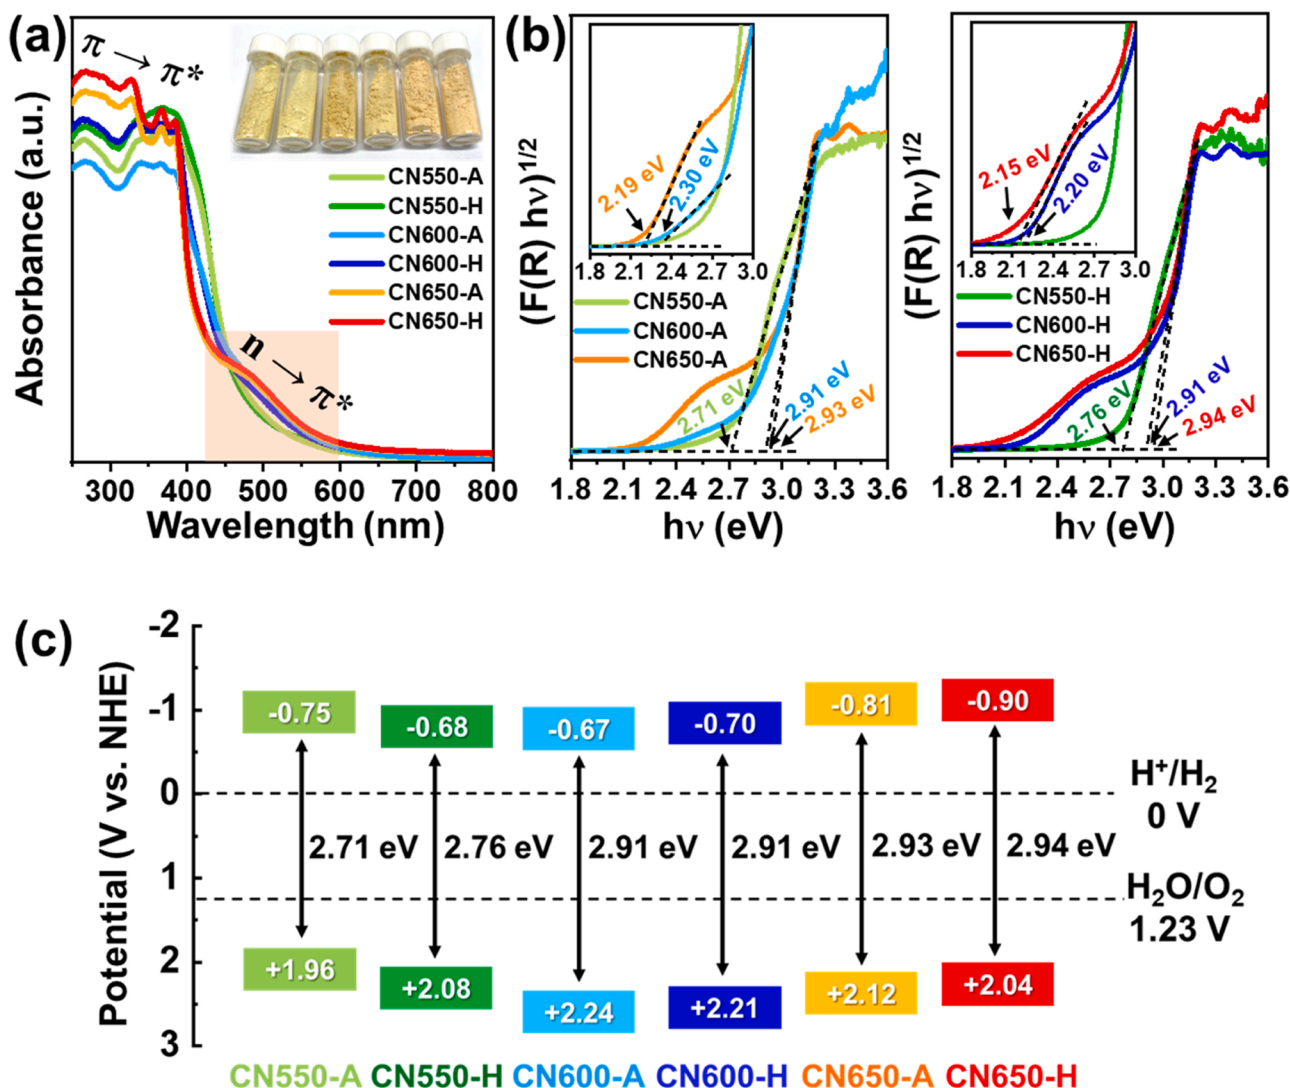 (a)
π → π*
CN550-A
CN550-H
CN600-A
CN600-H
CN650-A
CN650-H
n → π*
Absorbance (a.u.)
300 400 500 600 700 800
Wavelength (nm)
(b)
(F(R) hν)^1/2
2.19 eV
2.30 eV
1.8 2.1 2.4 2.7 3.0
CN550-A
CN600-A
CN650-A
2.71 eV
2.91 eV
2.93 eV
1.8 2.1 2.4 2.7 3.0 3.3 3.6
hν (eV)
(F(R) hν)^1/2
2.15 eV
2.20 eV
1.8 2.1 2.4 2.7 3.0
CN550-H
CN600-H
CN650-H
2.76 eV
2.91 eV
2.94 eV
1.8 2.1 2.4 2.7 3.0 3.3 3.6
hν (eV)
(c)
Potential (V vs. NHE)
-2
-1
0
1
2
3
-0.75 -0.68 -0.67 -0.70 -0.81 -0.90
H⁺/H₂
0 V
2.71 eV 2.76 eV 2.91 eV 2.91 eV 2.93 eV 2.94 eV
H₂O/O₂
1.23 V
+1.96 +2.08 +2.24 +2.21 +2.12 +2.04
CN550-A CN550-H CN600-A CN600-H CN650-A CN650-H